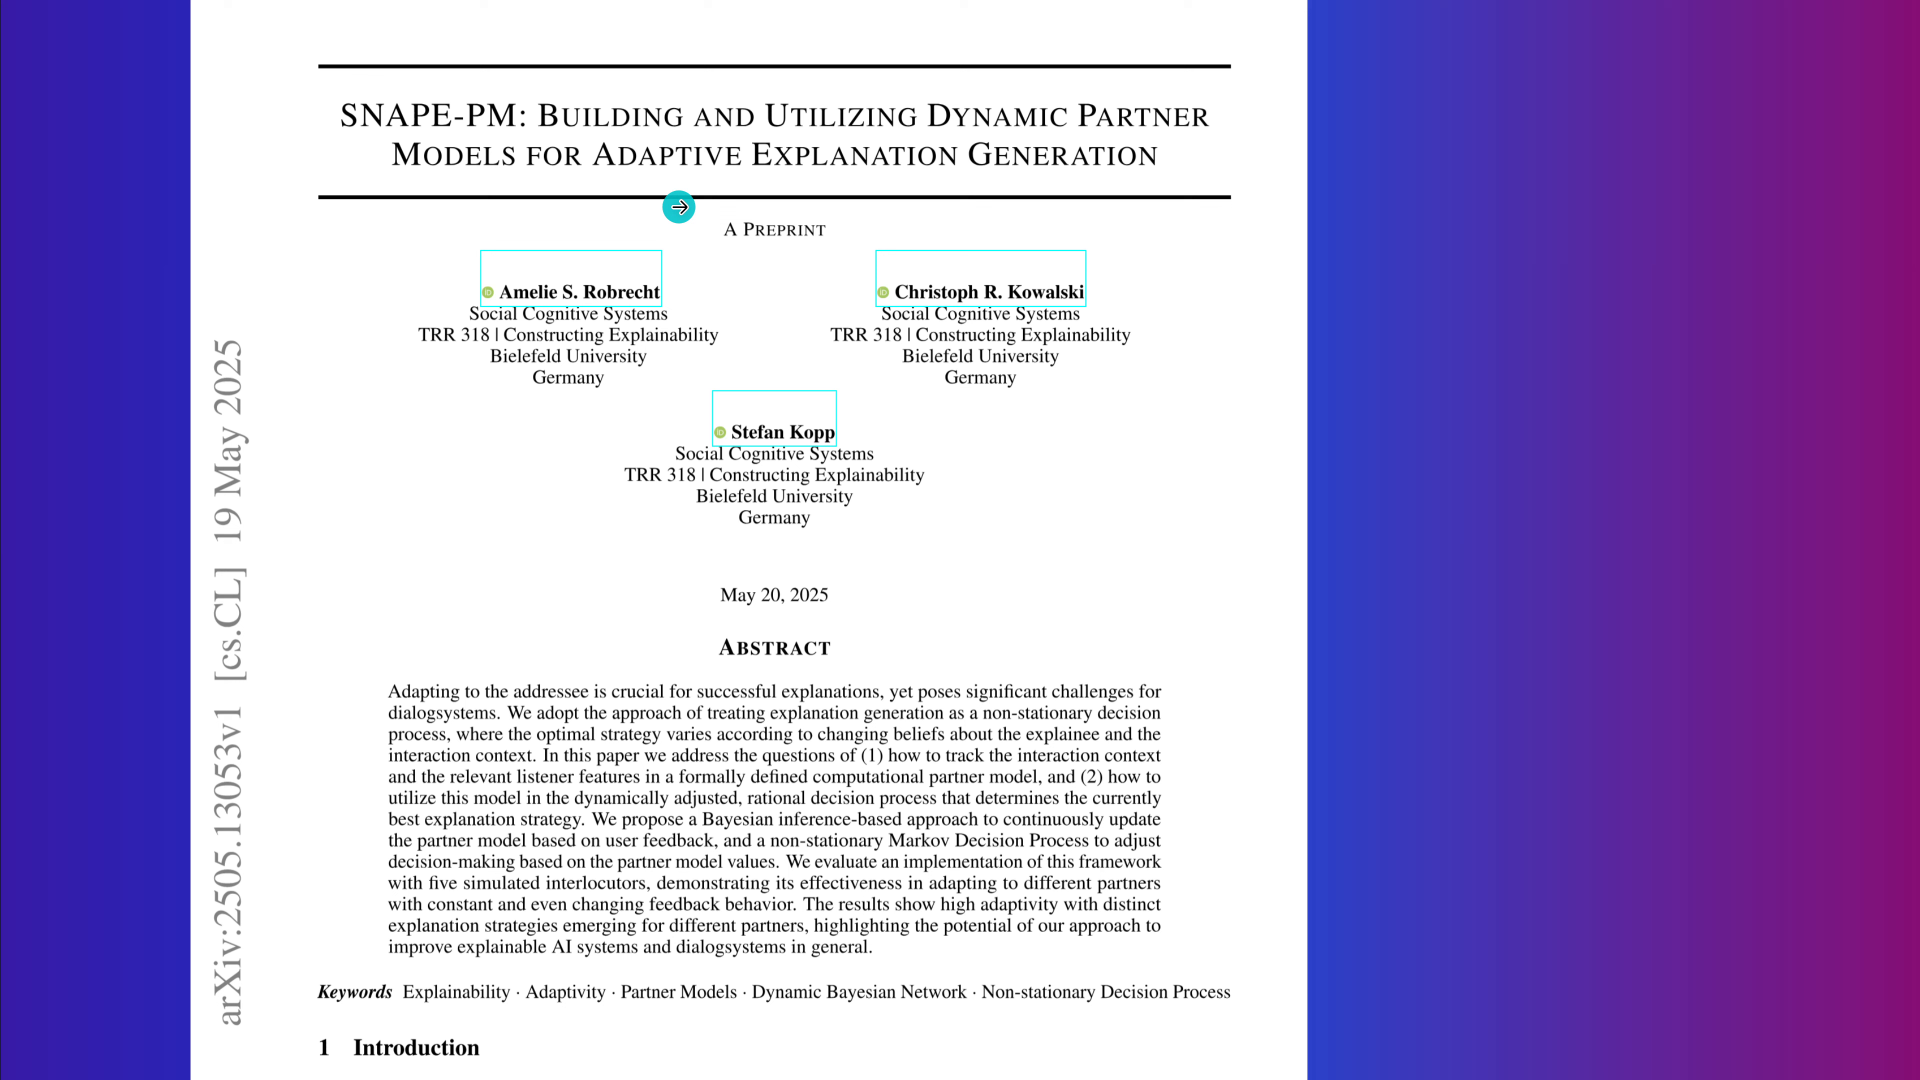 SNAPE-PM: BUILDING AND UTILIZING DYNAMIC PARTNER
MODELS FOR ADAPTIVE EXPLANATION GENERATION
A PREPRINT
Amelie S. Robrecht
Social Cognitive Systems
TRR 318 | Constructing Explainability
Bielefeld University
Germany
Christoph R. Kowalski
Social Cognitive Systems
TRR 318 | Constructing Explainability
Bielefeld University
Germany
Stefan Kopp
Social Cognitive Systems
TRR 318 | Constructing Explainability
Bielefeld University
Germany
May 20, 2025
ABSTRACT
Adapting to the addressee is crucial for successful explanations, yet poses significant challenges for
dialogsystems. We adopt the approach of treating explanation generation as a non-stationary decision
process, where the optimal strategy varies according to changing beliefs about the explainee and the
interaction context. In this paper we address the questions of (1) how to track the interaction context
and the relevant listener features in a formally defined computational partner model, and (2) how to
utilize this model in the dynamically adjusted, rational decision process that determines the currently
best explanation strategy. We propose a Bayesian inference-based approach to continuously update
the partner model based on user feedback, and a non-stationary Markov Decision Process to adjust
decision-making based on the partner model values. We evaluate an implementation of this framework
with five simulated interlocutors, demonstrating its effectiveness in adapting to different partners
with constant and even changing feedback behavior. The results show high adaptivity with distinct
explanation strategies emerging for different partners, highlighting the potential of our approach to
improve explainable AI systems and dialogsystems in general.
Keywords Explainability · Adaptivity · Partner Models · Dynamic Bayesian Network · Non-stationary Decision Process
1 Introduction
arXiv:2505.13053v1 [cs.CL] 19 May 2025